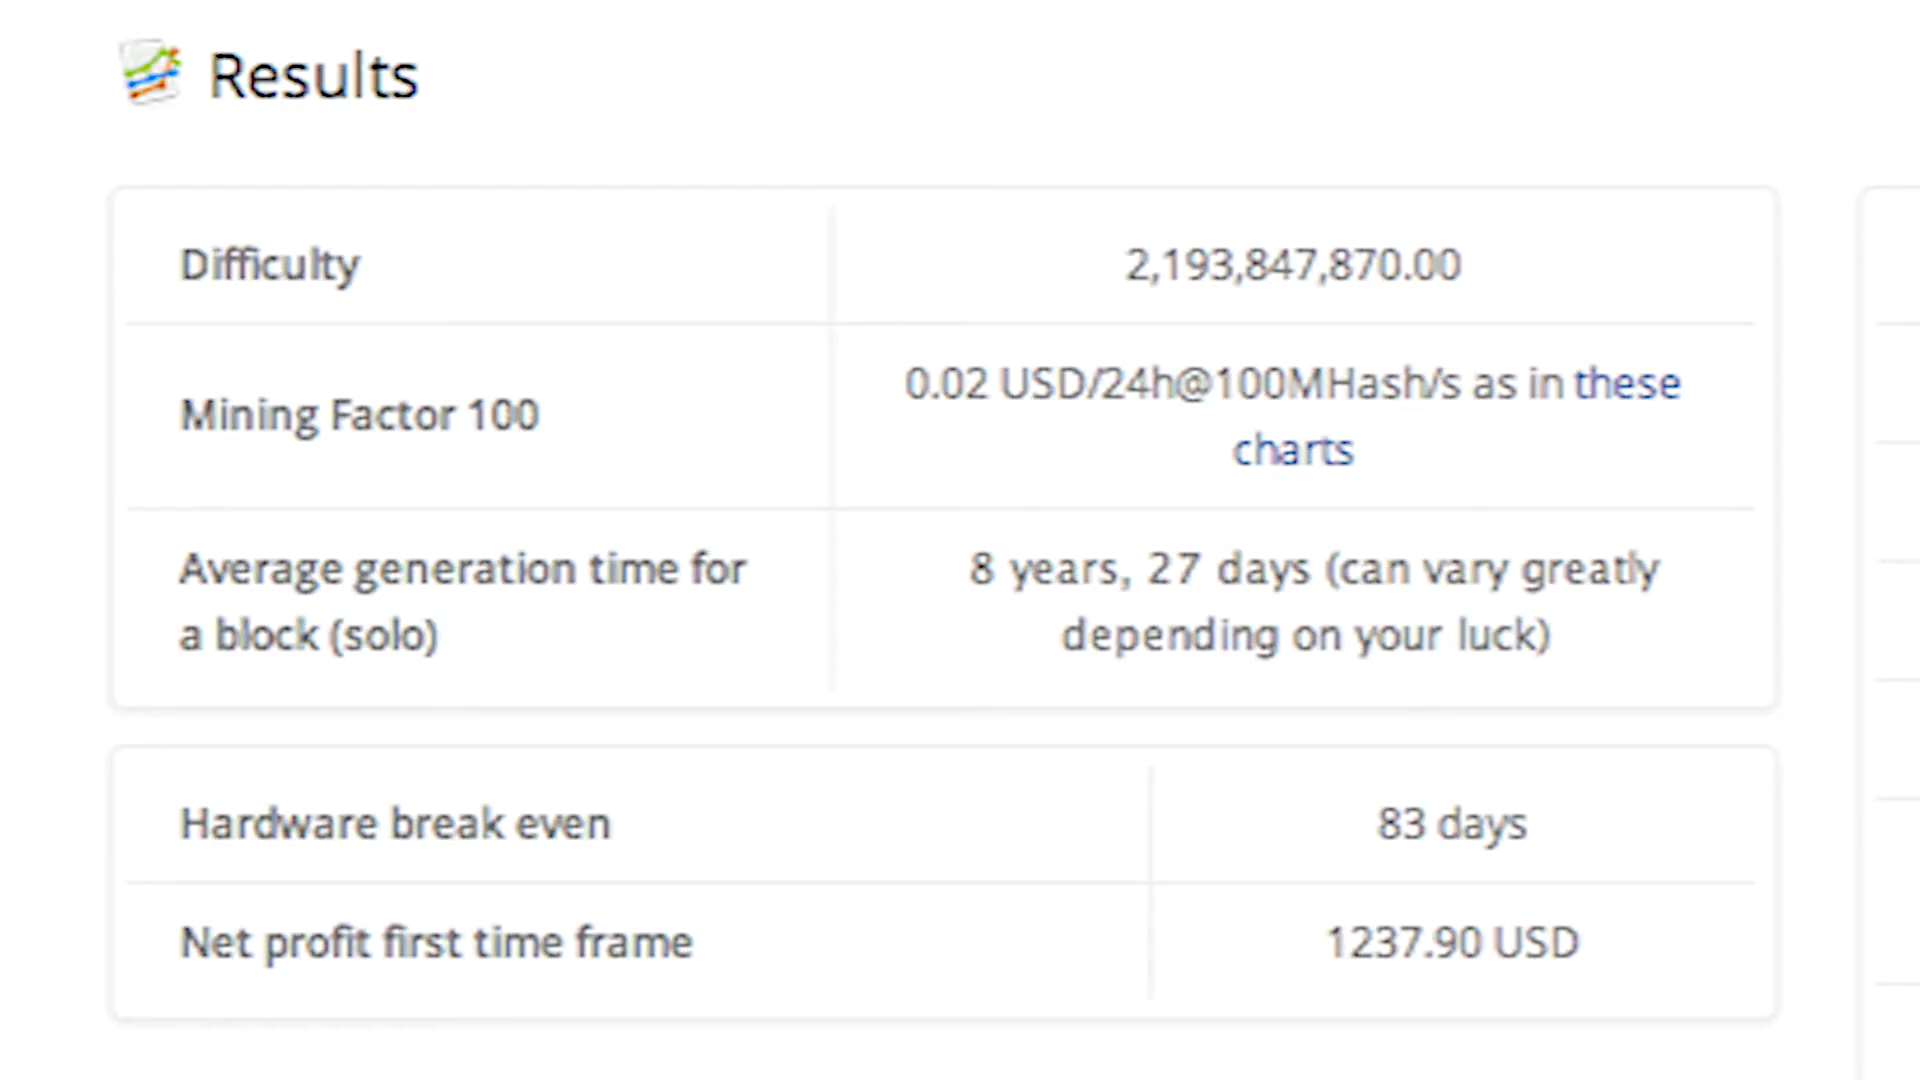 Results
Difficulty
2,193,847,870.00
Mining Factor 100
0.02 USD/24h@100MHash/s as in these
charts
Average generation time for
a block (solo)
8 years, 27 days (can vary greatly
depending on your luck)
Hardware break even
83 days
Net profit first time frame
1237.90 USD